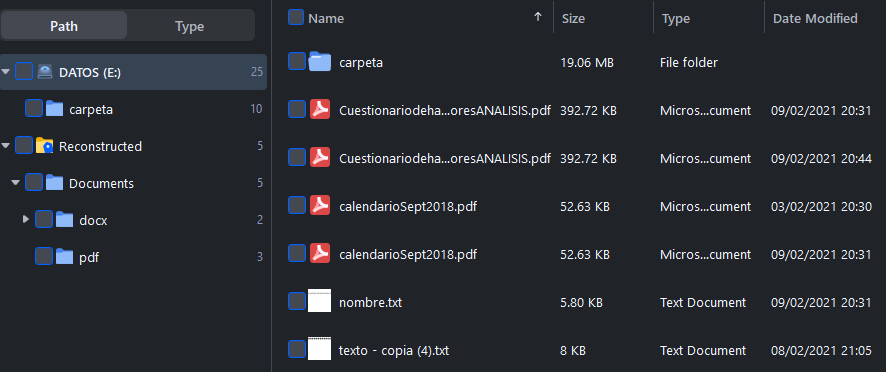 Path Type
DATOS (E:) 25
carpeta 10
Reconstructed 5
Documents 5
docx 2
pdf 3
Name Size Type Date Modified
carpeta 19.06 MB File folder
Cuestionariodeha...oresANALISIS.pdf 392.72 KB Micros...cument 09/02/2021 20:31
Cuestionariodeha...oresANALISIS.pdf 392.72 KB Micros...cument 09/02/2021 20:44
calendarioSept2018.pdf 52.63 KB Micros...cument 03/02/2021 20:30
calendarioSept2018.pdf 52.63 KB Micros...cument 09/02/2021 20:31
nombre.txt 5.80 KB Text Document 09/02/2021 20:31
texto - copia (4).txt 8 KB Text Document 08/02/2021 21:05